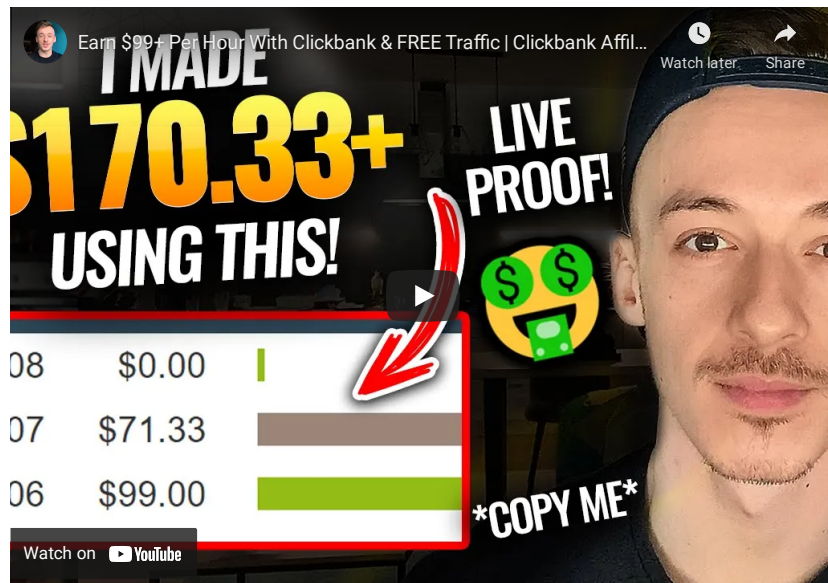 Earn $99+ Per Hour With Clickbank & FREE Traffic | Clickbank Affil...
Watch later
Share
I MADE
$170.33+
USING THIS!
LIVE
PROOF!
08 $0.00
07 $71.33
06 $99.00
*COPY ME*
Watch on YouTube